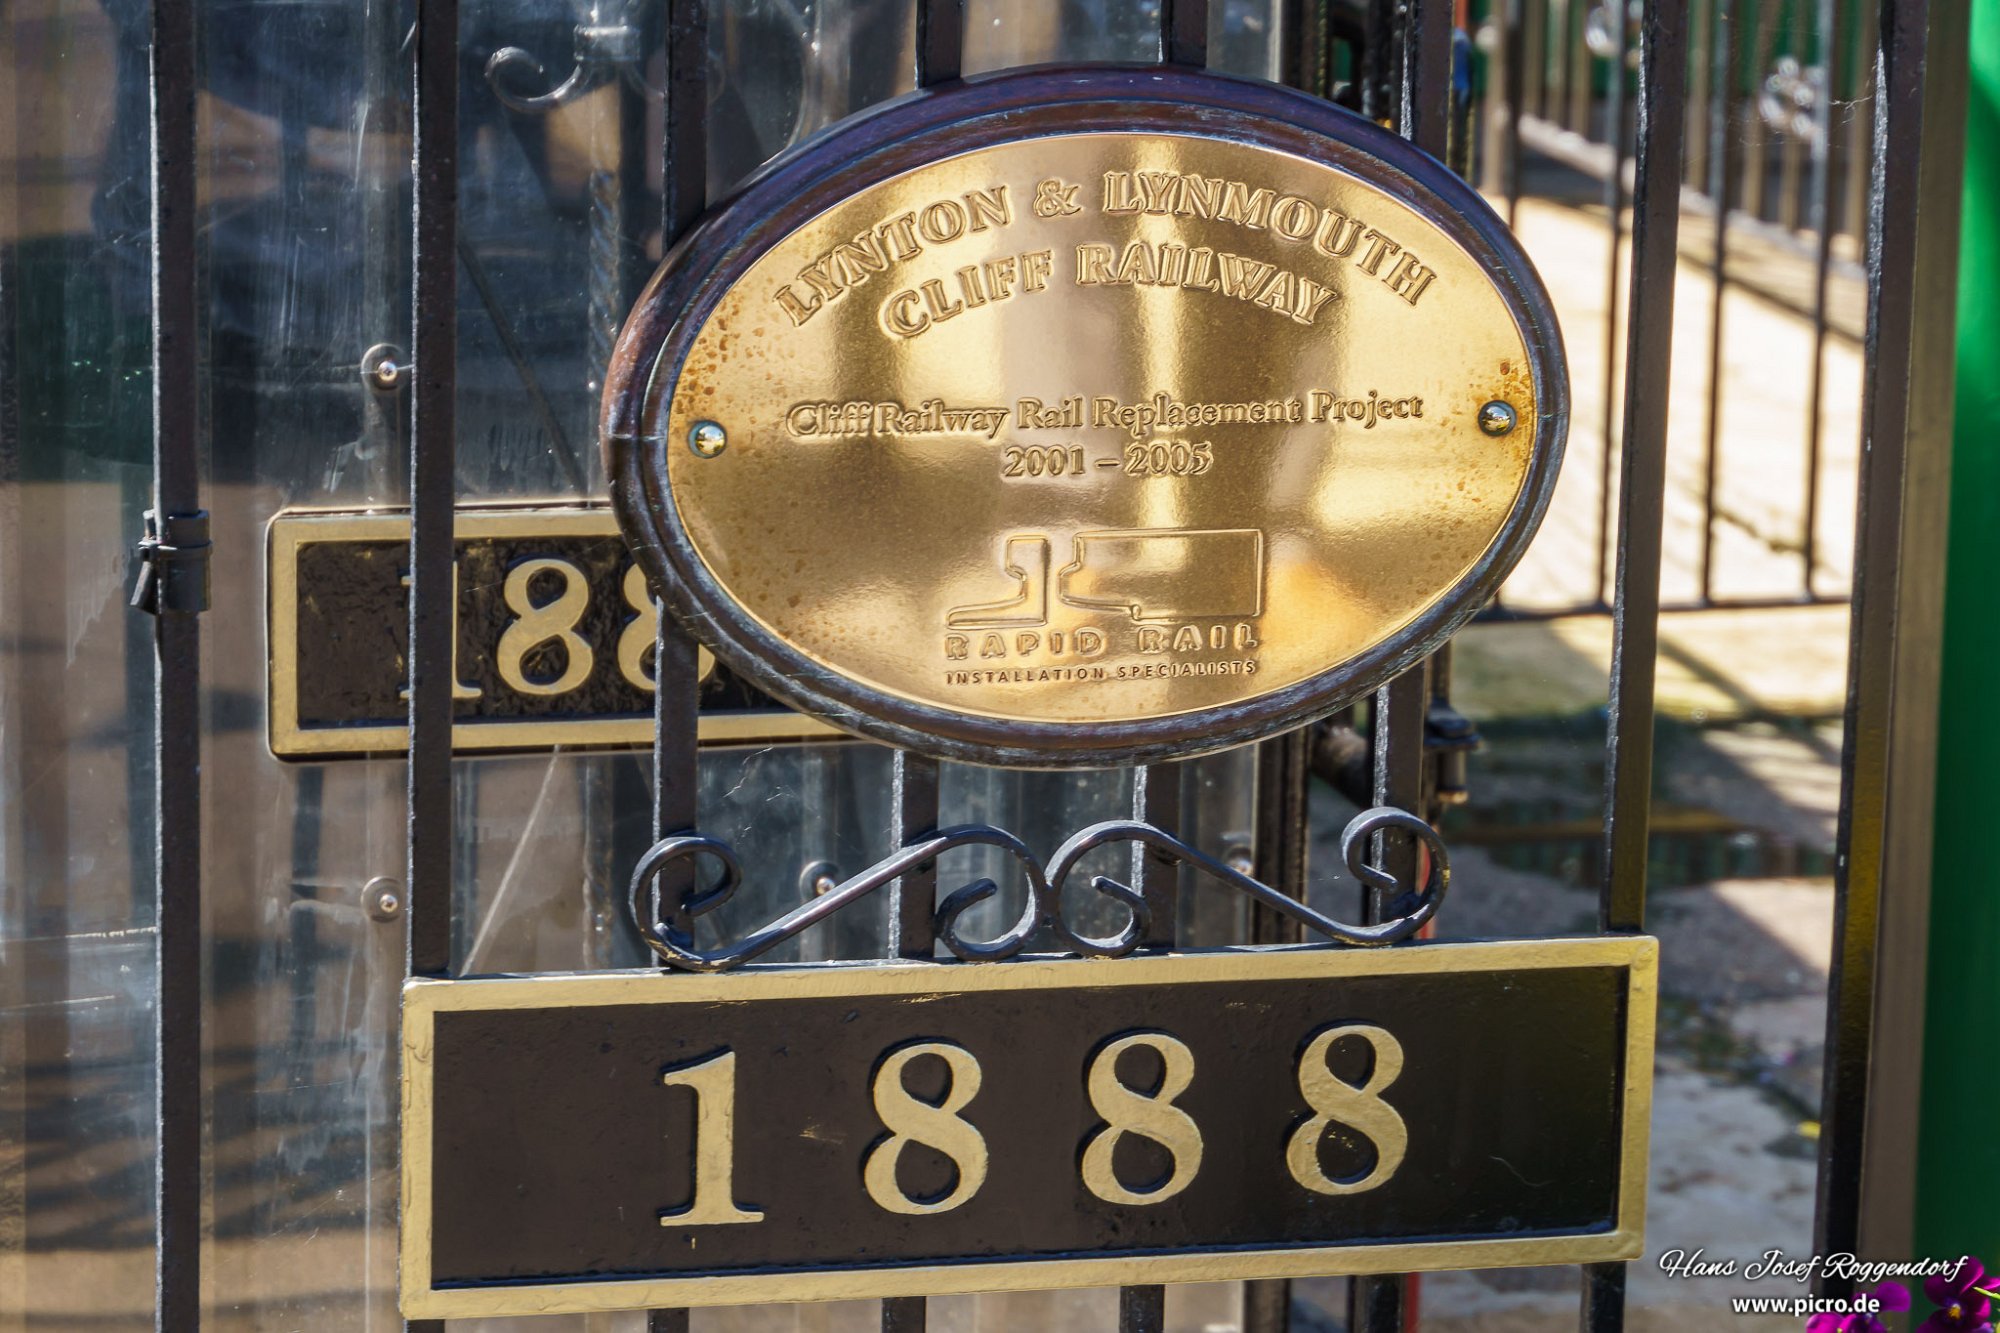 LYNTON & LYNMOUTH
CLIFF RAILWAY
Cliff Railway Rail Replacement Project
2001 – 2005
RAPID RAIL
INSTALLATION SPECIALISTS
188
1888
Hans Josef Roggendorf
www.picro.de